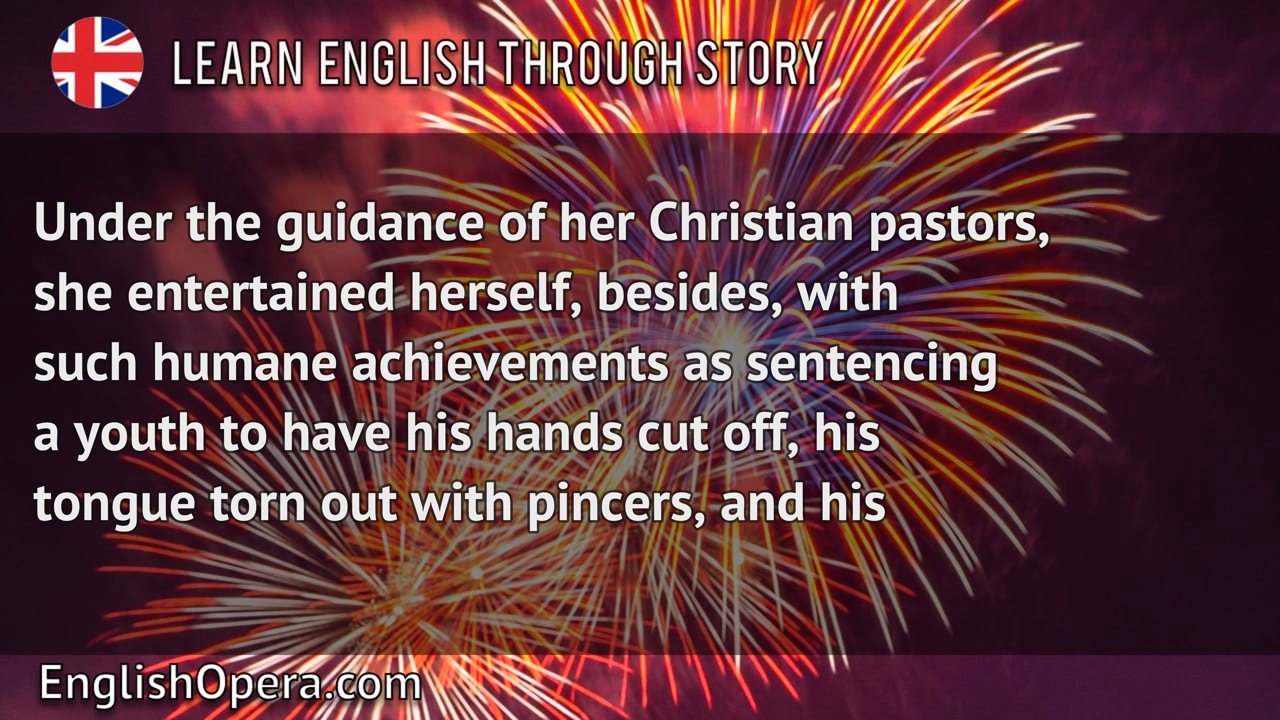 LEARN ENGLISH THROUGH STORY
Under the guidance of her Christian pastors,
she entertained herself, besides, with
such humane achievements as sentencing
a youth to have his hands cut off, his
tongue torn out with pincers, and his
EnglishOpera.com